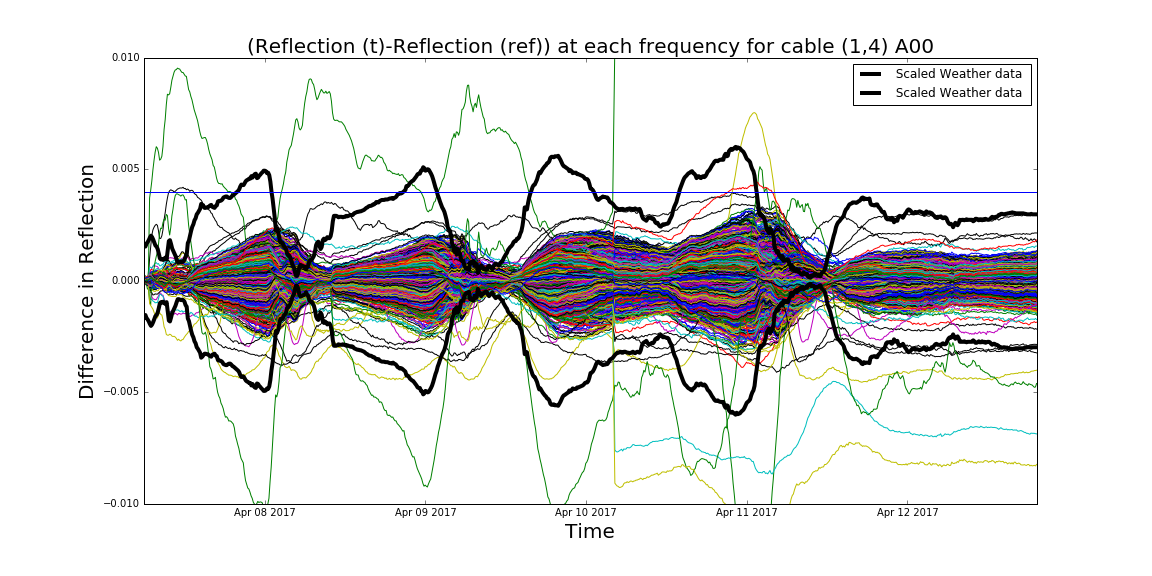 (Reflection (t)-Reflection (ref)) at each frequency for cable (1,4) A00
0.010
Scaled Weather data
Scaled Weather data
0.005
0.000
−0.005
−0.010
Difference in Reflection
Apr 08 2017 Apr 09 2017 Apr 10 2017 Apr 11 2017 Apr 12 2017
Time